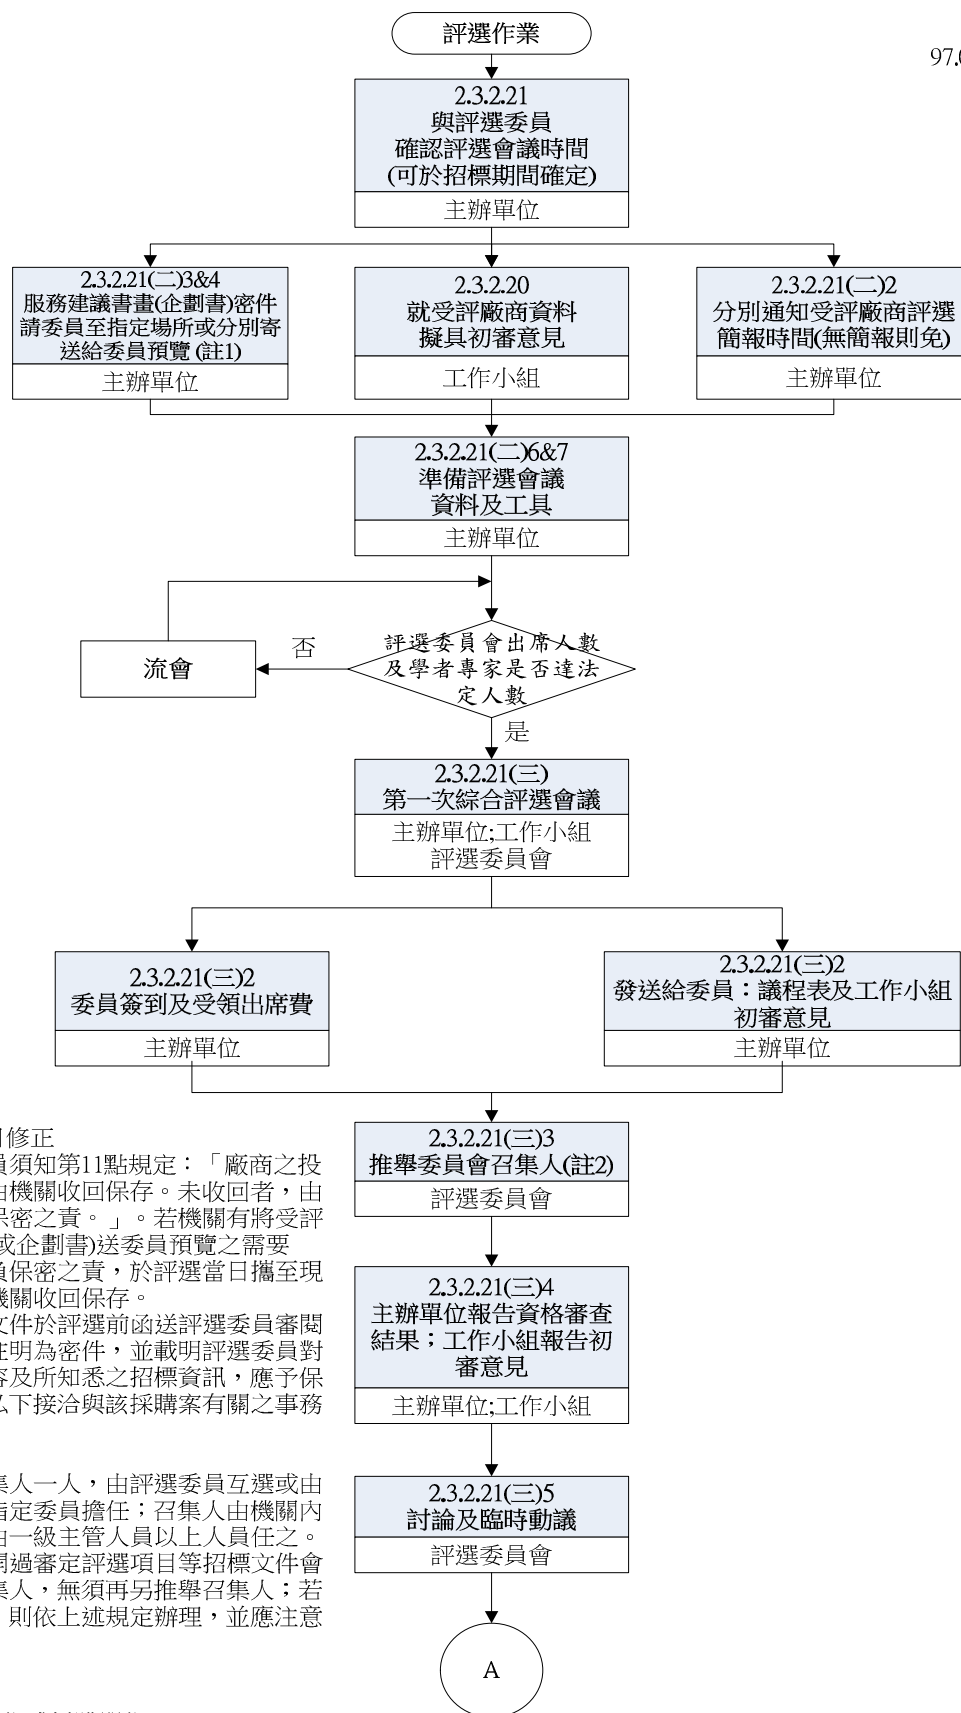 評選作業
97.0
2.3.2.21
與評選委員
確認評選會議時間
(可於招標期間確定)
主辦單位
2.3.2.21(二)3&4
服務建議書畫(企劃書)密件
請委員至指定場所或分別寄
送給委員預覽 (註1)
主辦單位
2.3.2.20
就受評廠商資料
擬具初審意見
工作小組
2.3.2.21(二)2
分別通知受評廠商評選
簡報時間(無簡報則免)
主辦單位
2.3.2.21(二)6&7
準備評選會議
資料及工具
主辦單位
評選委員會出席人數
及學者專家是否達法
定人數
否
流會
是
2.3.2.21(三)
第一次綜合評選會議
主辦單位;工作小組
評選委員會
2.3.2.21(三)2
委員簽到及受領出席費
主辦單位
2.3.2.21(三)2
發送給委員：議程表及工作小組
初審意見
主辦單位
2.3.2.21(三)3
推舉委員會召集人(註2)
評選委員會
2.3.2.21(三)4
主辦單位報告資格審查
結果；工作小組報告初
審意見
主辦單位;工作小組
2.3.2.21(三)5
討論及臨時動議
評選委員會
A
修正
員須知第11點規定：「廠商之投
由機關收回保存。未收回者，由
保密之責。」。若機關有將受評
或企劃書)送委員預覽之需要
負保密之責，於評選當日攜至現
機關收回保存。
文件於評選前函送評選委員審閱
註明為密件，並載明評選委員對
容及所知悉之招標資訊，應予保
私下接洽與該採購案有關之事務
集人一人，由評選委員互選或由
指定委員擔任；召集人由機關內
由一級主管人員以上人員任之。
開過審定評選項目等招標文件會
集人，無須再另推舉召集人；若
則依上述規定辦理，並應注意